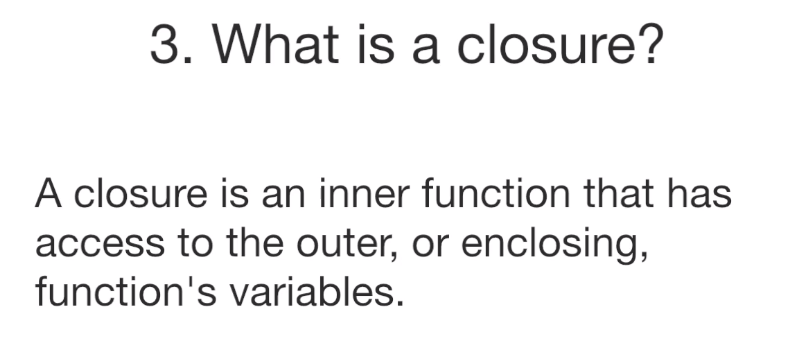 3. What is a closure?
A closure is an inner function that has
access to the outer, or enclosing,
function's variables.